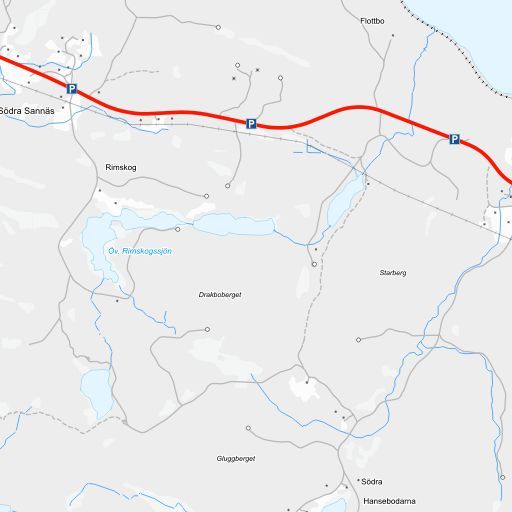 Flottbo
P
Södra Sannäs
P
P
Rimskog
Öv. Rimskogssjön
Starberg
Drakboberget
Gluggberget
Södra
Hansebodarna